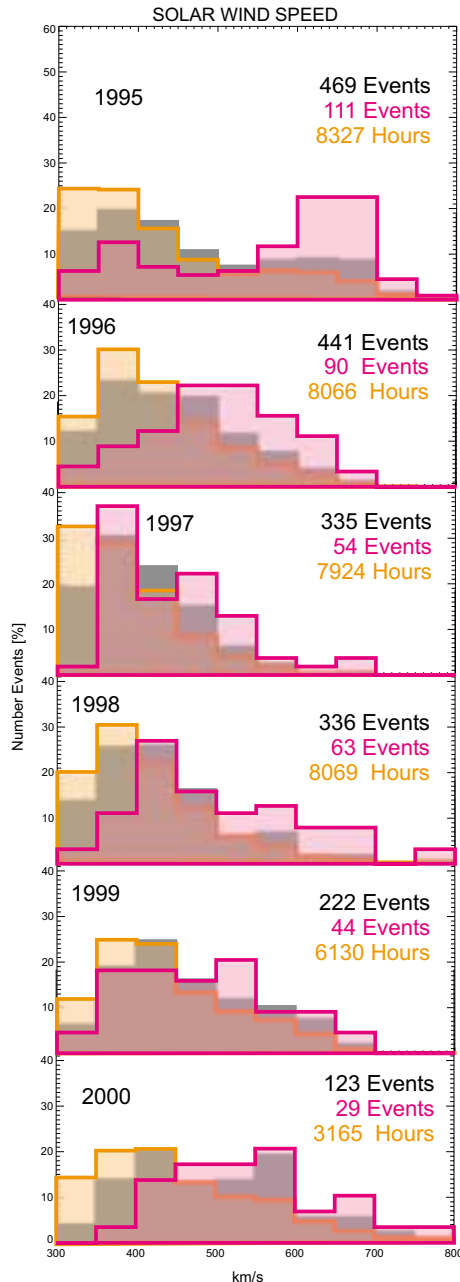 SOLAR WIND SPEED
60
50
40
30
20
10
1995
469 Events
111 Events
8327 Hours
40
30
20
10
1996
441 Events
90 Events
8066 Hours
40
30
20
10
1997
335 Events
54 Events
7924 Hours
Number Events [%]
40
30
20
10
1998
336 Events
63 Events
8069 Hours
40
30
20
10
1999
222 Events
44 Events
6130 Hours
40
30
20
10
0
2000
123 Events
29 Events
3165 Hours
300 400 500 600 700 800
km/s